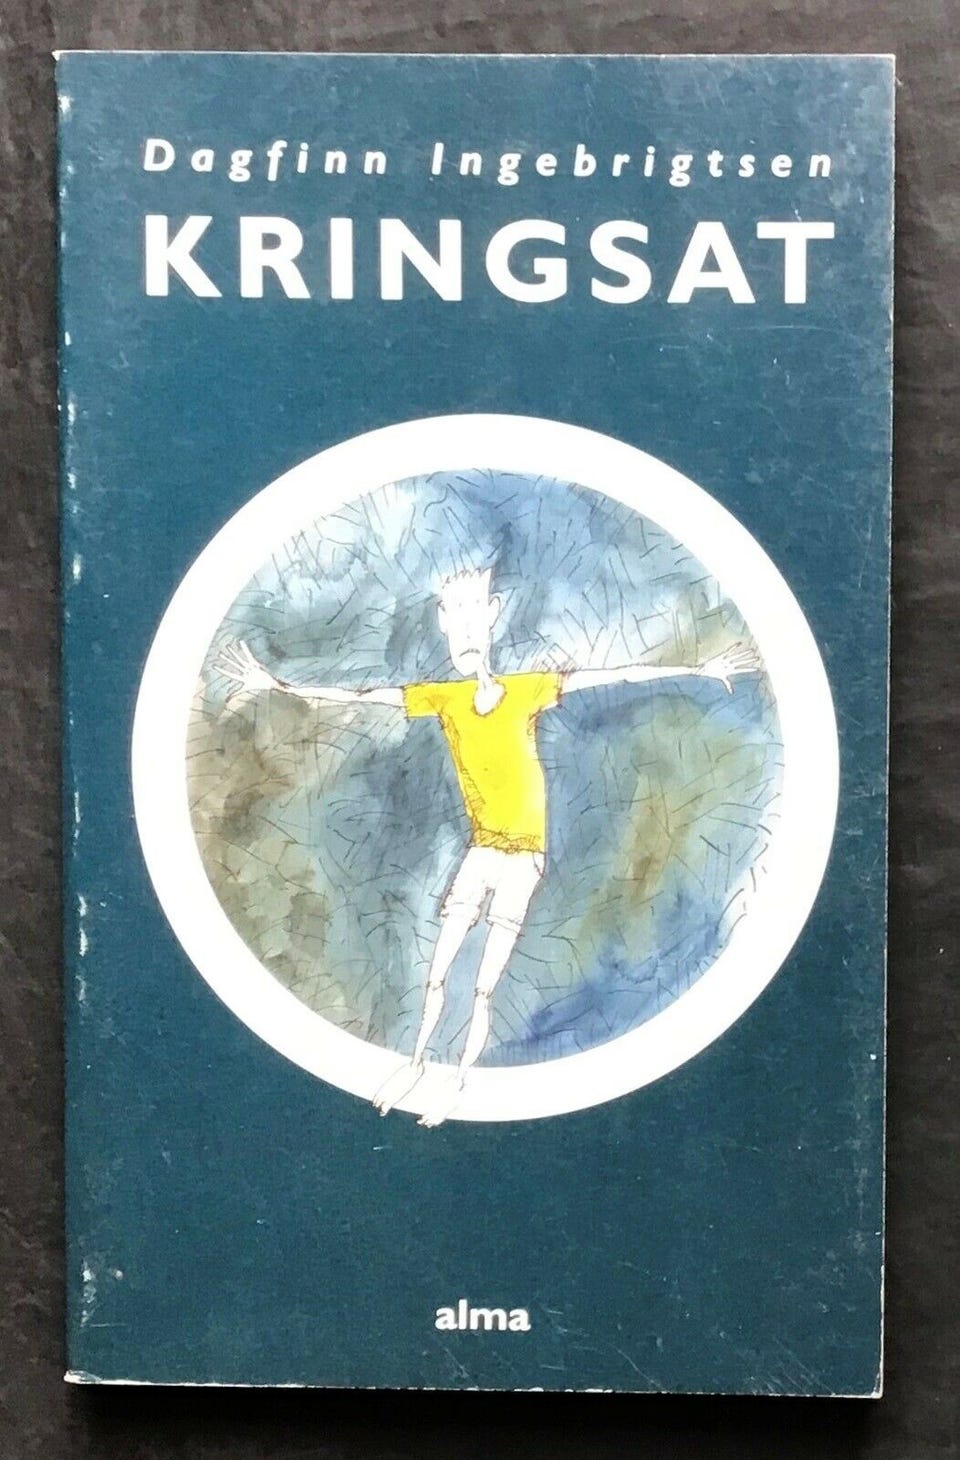 Dagfinn Ingebrigtsen
KRINGSAT
alma